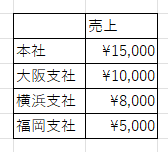 売上
本社 ¥15,000
大阪支社 ¥10,000
横浜支社 ¥8,000
福岡支社 ¥5,000